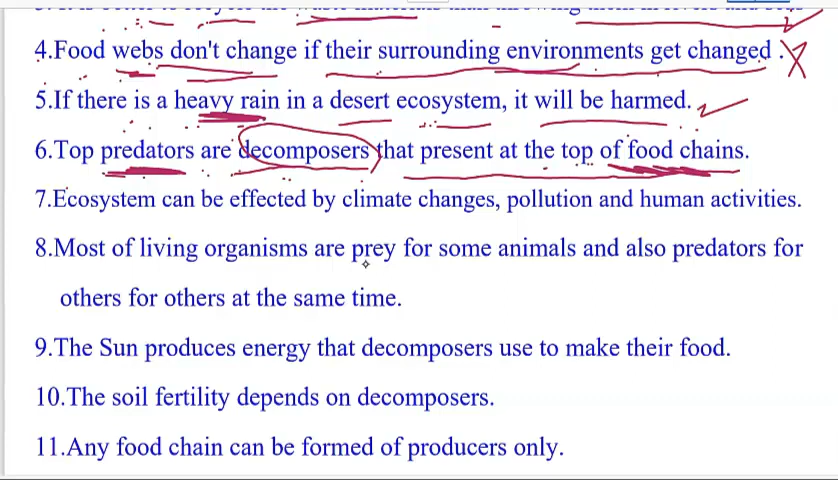 4.Food webs don't change if their surrounding environments get changed .
5.If there is a heavy rain in a desert ecosystem, it will be harmed.
6.Top predators are decomposers that present at the top of food chains.
7.Ecosystem can be effected by climate changes, pollution and human activities.
8.Most of living organisms are prey for some animals and also predators for
others for others at the same time.
9.The Sun produces energy that decomposers use to make their food.
10.The soil fertility depends on decomposers.
11.Any food chain can be formed of producers only.